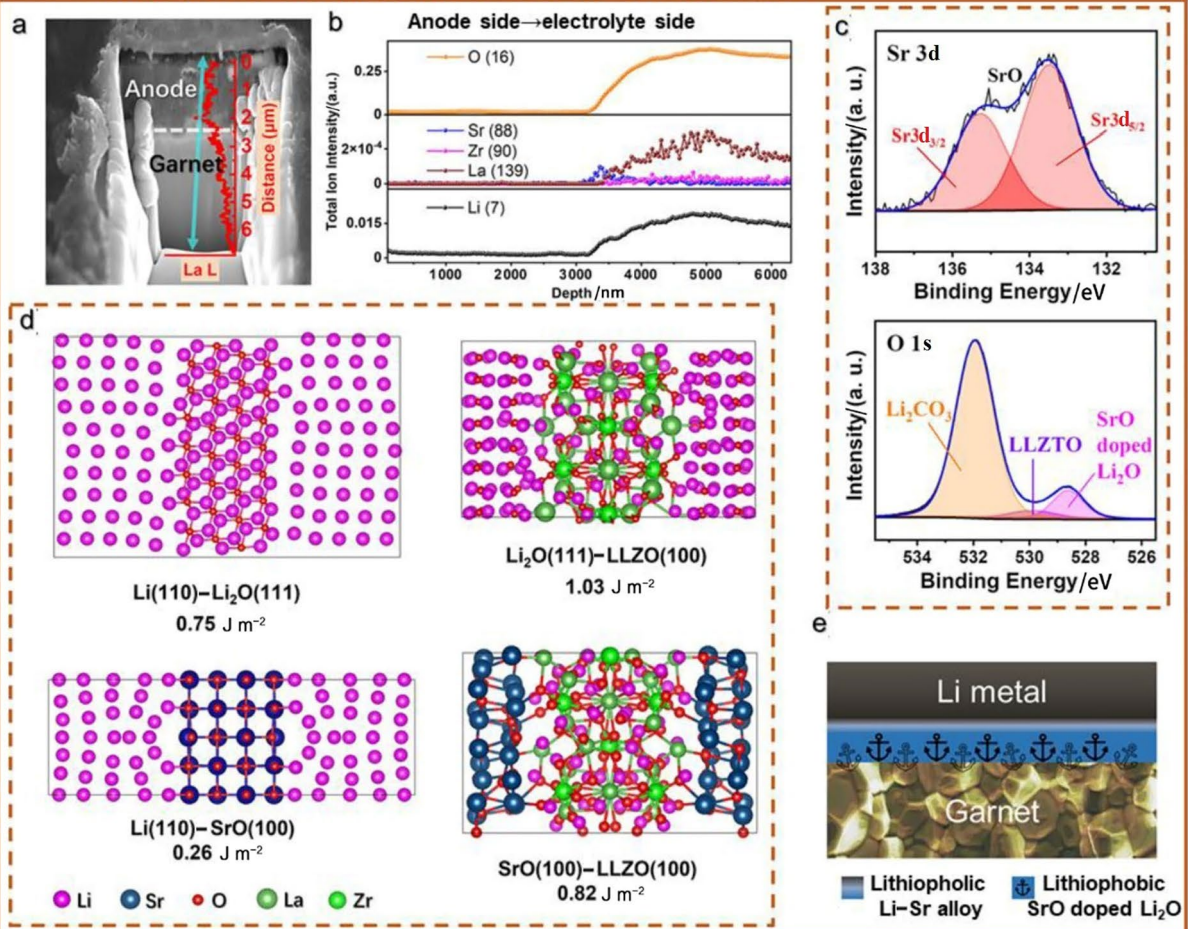 a
Anode
Garnet
0
1
2
3
4
5
6
Distance (μm)
La L
b
Anode side→electrolyte side
Total Ion Intensity/(a.u.)
O (16)
0.25
0
Sr (88)
Zr (90)
La (139)
2×10⁻⁴
0
Li (7)
0.015
0
1000 2000 3000 4000 5000 6000
Depth/nm
c
Sr 3d
SrO
Sr3d₃/₂
Sr3d₅/₂
Intensity/(a. u.)
138 136 134 132
Binding Energy/eV
O 1s
Li₂CO₃
LLZTO
SrO
doped
Li₂O
Intensity/(a. u.)
534 532 530 528 526
Binding Energy/eV
d
Li(110)–Li₂O(111)
0.75 J m⁻²
Li₂O(111)–LLZO(100)
1.03 J m⁻²
Li(110)–SrO(100)
0.26 J m⁻²
SrO(100)–LLZO(100)
0.82 J m⁻²
Li Sr O La Zr
e
Li metal
Garnet
Lithiopholic
Li–Sr alloy
Lithiophobic
SrO doped Li₂O